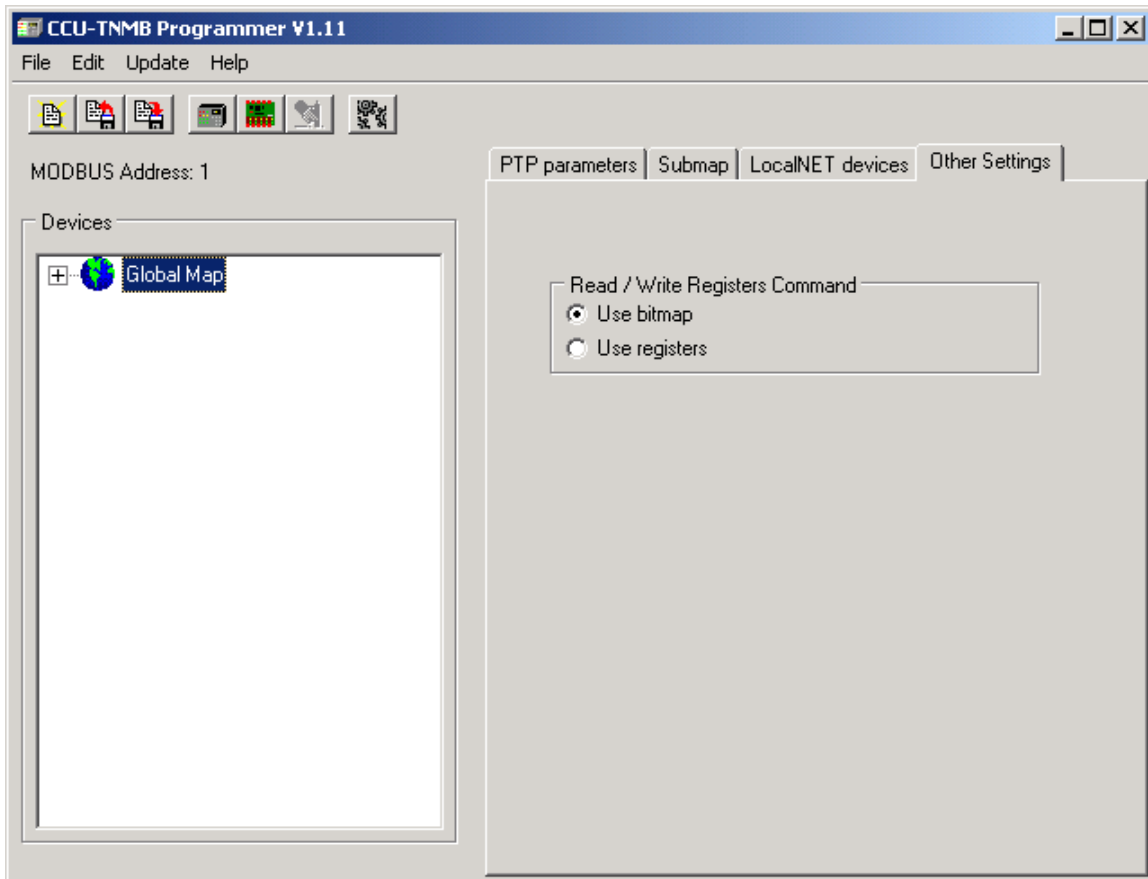 CCU-TNMB Programmer V1.11
File Edit Update Help
MODBUS Address: 1
PTP parameters Submap LocalNET devices Other Settings
Devices
Global Map
Read / Write Registers Command
Use bitmap
Use registers